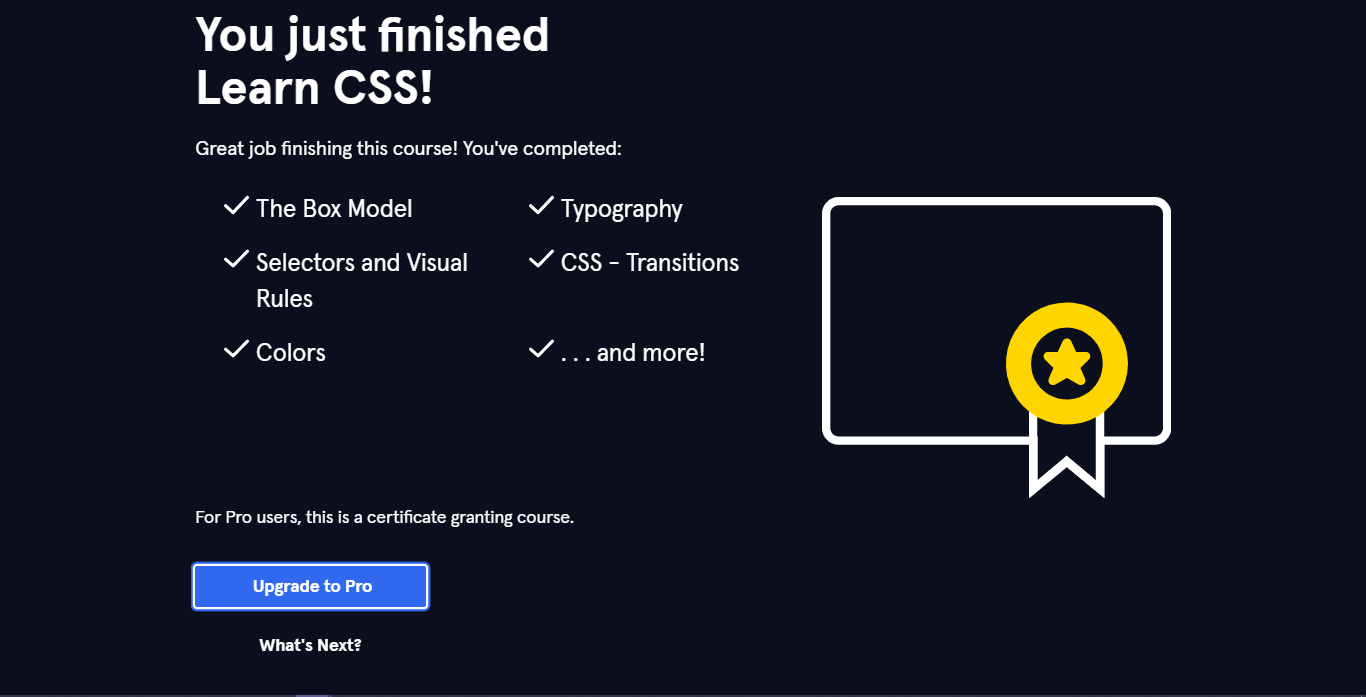 You just finished
Learn CSS!
Great job finishing this course! You've completed:
The Box Model
Typography
Selectors and Visual
Rules
CSS - Transitions
Colors
. . . and more!
For Pro users, this is a certificate granting course.
Upgrade to Pro
What's Next?